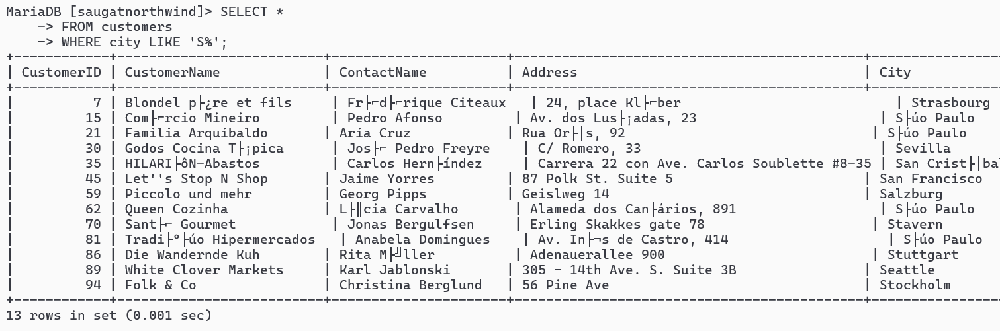 MariaDB [saugatnorthwind]> SELECT *
    -> FROM customers
    -> WHERE city LIKE 'S%';
+------------+---------------------------+----------------------+---------------------------------------------+----------------
| CustomerID | CustomerName              | ContactName          | Address                                     | City
+------------+---------------------------+----------------------+---------------------------------------------+----------------
|          7 | Blondel p├¿re et fils     | Fr├⌐d├⌐rique Citeaux   | 24, place Kl├⌐ber                           | Strasbourg
|         15 | Com├⌐rcio Mineiro         | Pedro Afonso         | Av. dos Lus├¡adas, 23                       | S├úo Paulo
|         21 | Familia Arquibaldo        | Aria Cruz            | Rua Or├│s, 92                               | S├úo Paulo
|         30 | Godos Cocina T├¡pica      | Jos├⌐ Pedro Freyre    | C/ Romero, 33                               | Sevilla
|         35 | HILARI├ôN-Abastos         | Carlos Hern├índez     | Carrera 22 con Ave. Carlos Soublette #8-35 | San Crist├│bal
|         45 | Let''s Stop N Shop        | Jaime Yorres         | 87 Polk St. Suite 5                         | San Francisco
|         59 | Piccolo und mehr          | Georg Pipps          | Geislweg 14                                 | Salzburg
|         62 | Queen Cozinha             | L├║cia Carvalho       | Alameda dos Can├ários, 891                  | S├úo Paulo
|         70 | Sant├⌐ Gourmet            | Jonas Bergulfsen     | Erling Skakkes gate 78                      | Stavern
|         81 | Tradi├º├úo Hipermercados  | Anabela Domingues    | Av. In├¬s de Castro, 414                    | S├úo Paulo
|         86 | Die Wandernde Kuh         | Rita M├╝ller          | Adenauerallee 900                           | Stuttgart
|         89 | White Clover Markets      | Karl Jablonski       | 305 - 14th Ave. S. Suite 3B                 | Seattle
|         94 | Folk & Co                 | Christina Berglund   | 56 Pine Ave                                 | Stockholm
+------------+---------------------------+----------------------+---------------------------------------------+----------------
13 rows in set (0.001 sec)